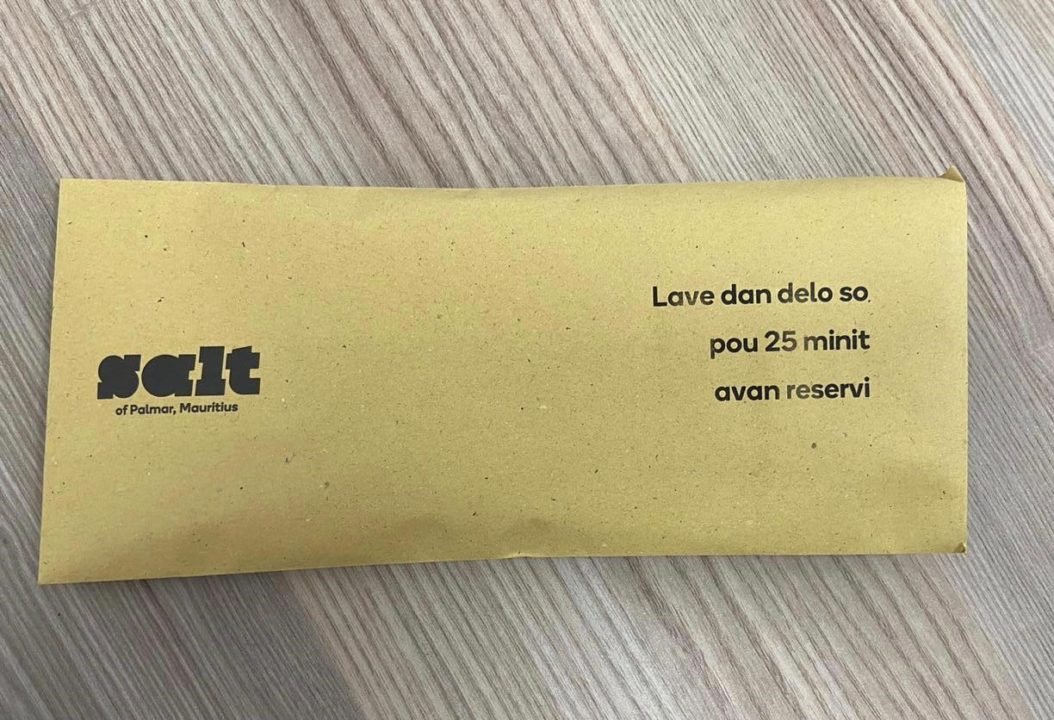 salt
of Palmar, Mauritius
Lave dan delo so
pou 25 minit
avan reservi